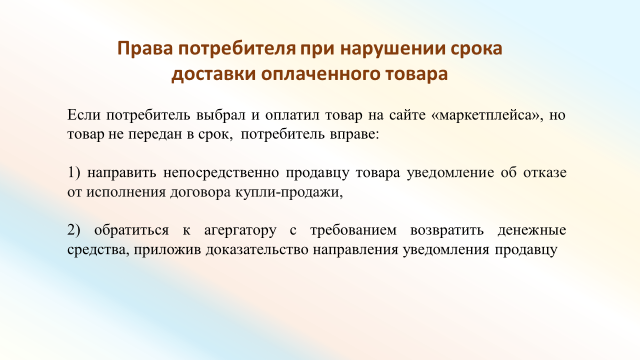 Права потребителя при нарушении срока
доставки оплаченного товара
Если потребитель выбрал и оплатил товар на сайте «маркетплейса», но
товар не передан в срок, потребитель вправе:
1) направить непосредственно продавцу товара уведомление об отказе
от исполнения договора купли-продажи,
2) обратиться к агергатору с требованием возвратить денежные
средства, приложив доказательство направления уведомления продавцу